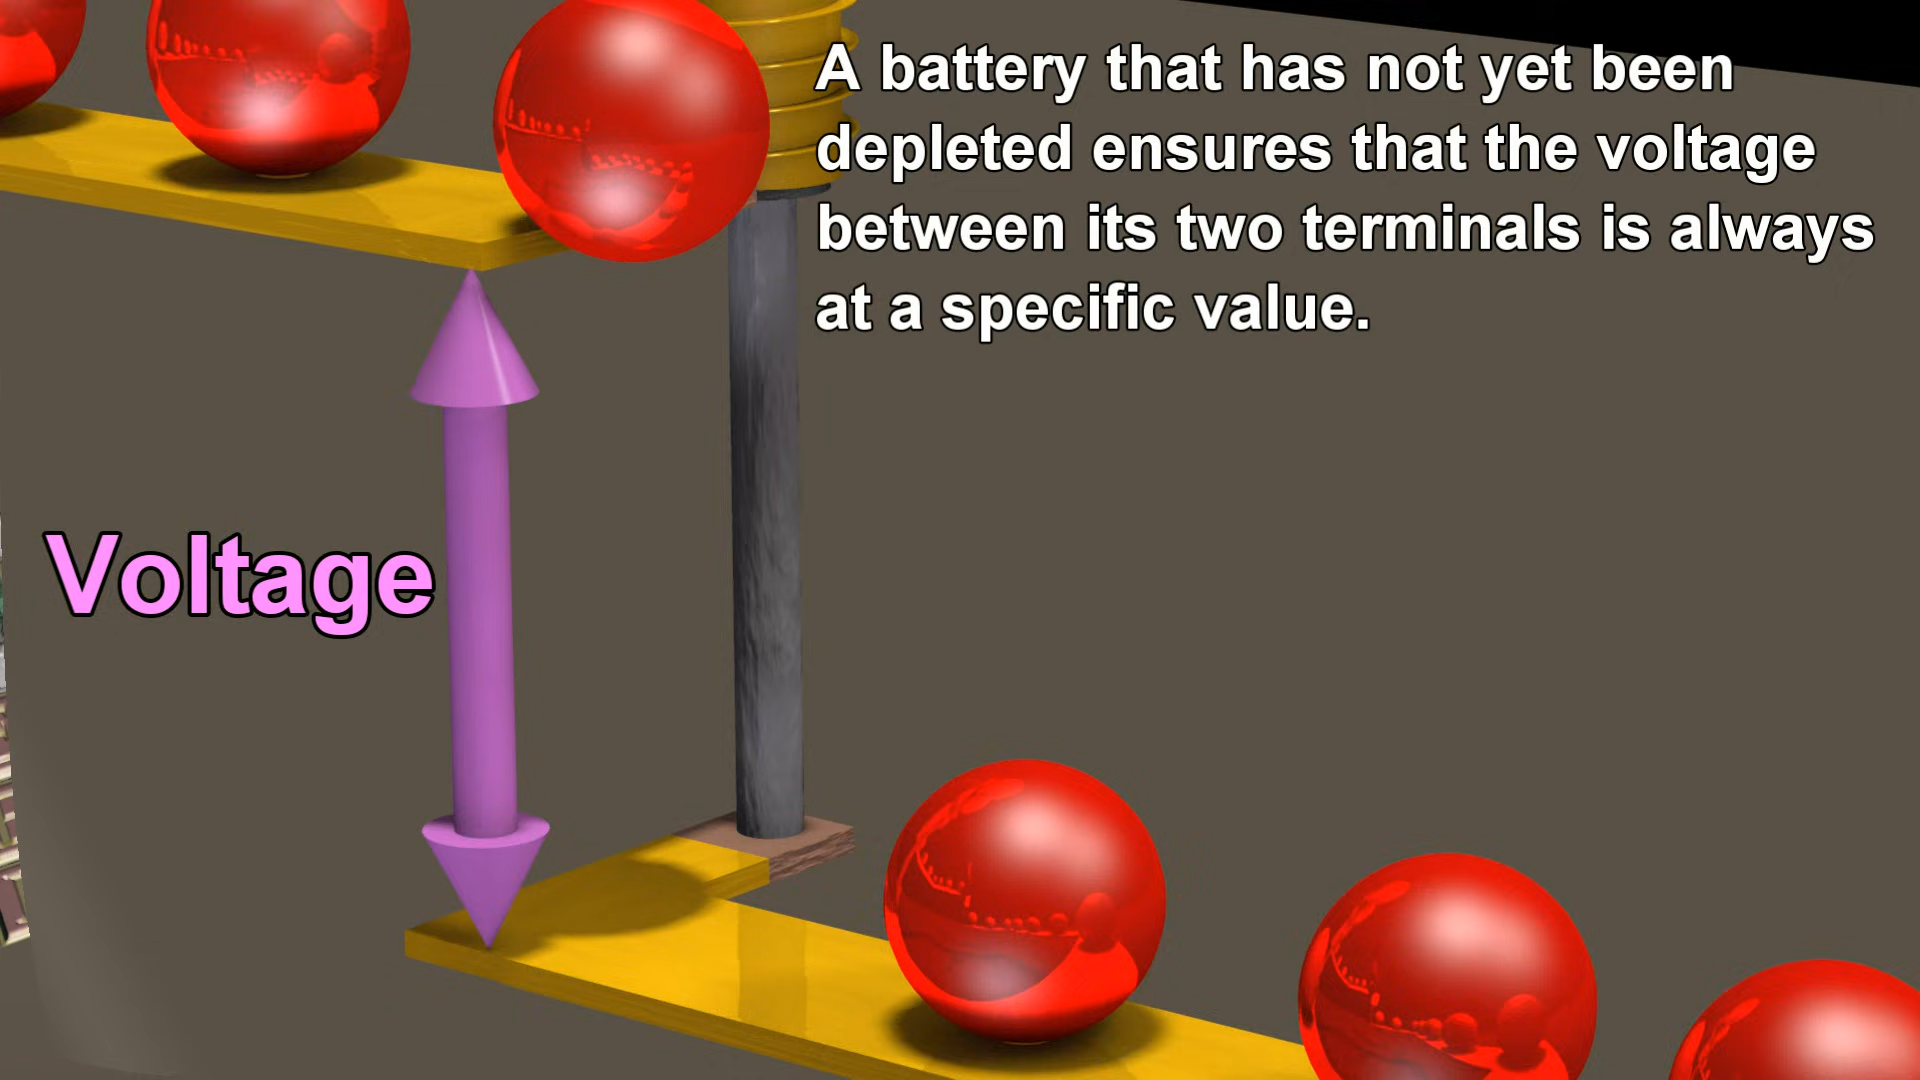 A battery that has not yet been
depleted ensures that the voltage
between its two terminals is always
at a specific value.
Voltage